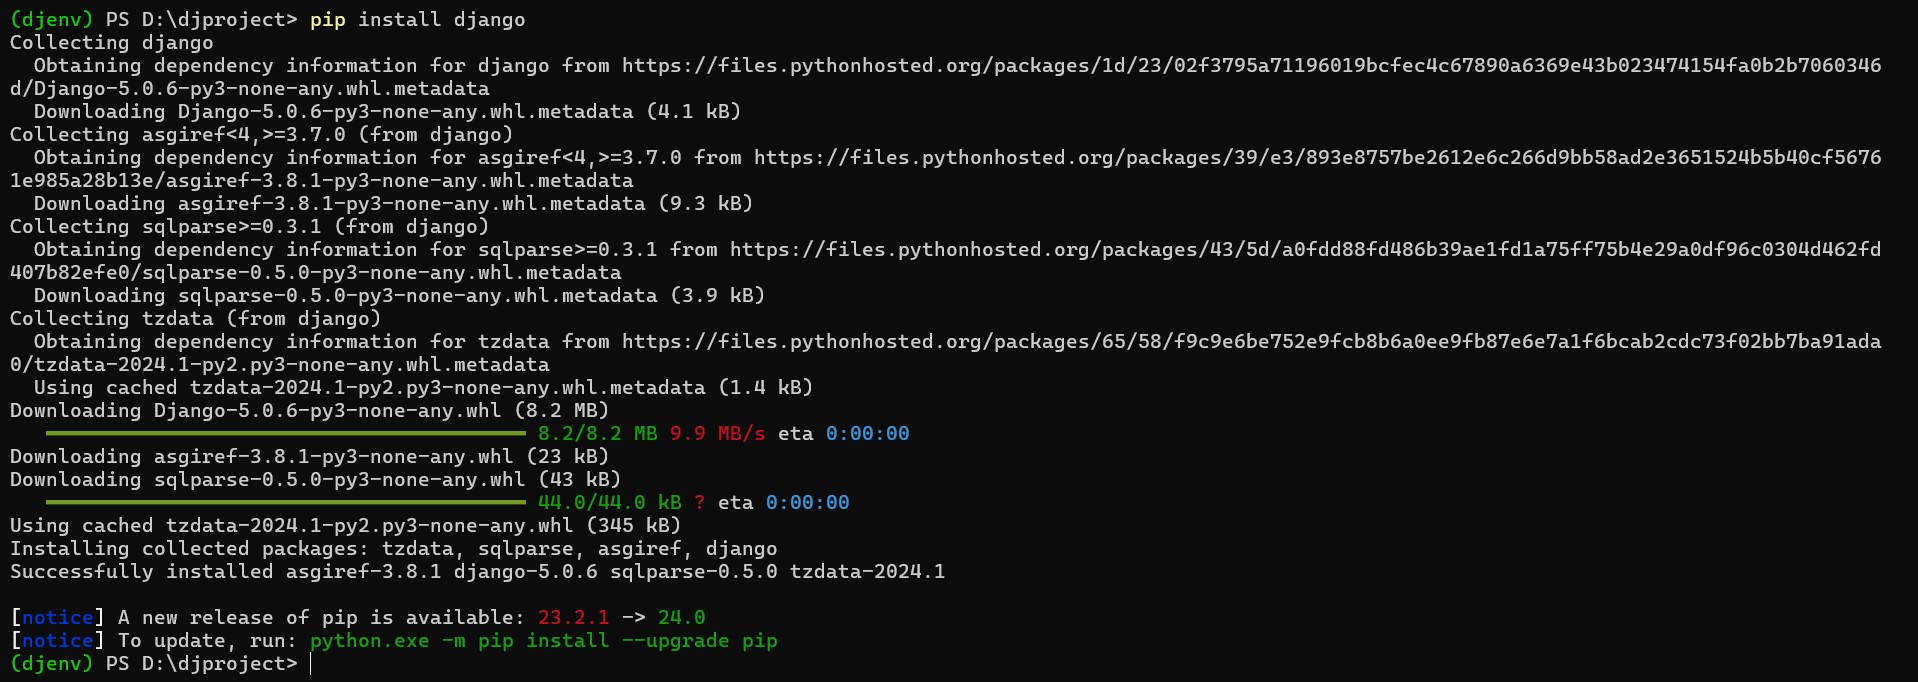 (djenv) PS D:\djproject> pip install django
Collecting django
  Obtaining dependency information for django from https://files.pythonhosted.org/packages/1d/23/02f3795a71196019bcfec4c67890a6369e43b023474154fa0b2b7060346
d/Django-5.0.6-py3-none-any.whl.metadata
  Downloading Django-5.0.6-py3-none-any.whl.metadata (4.1 kB)
Collecting asgiref<4,>=3.7.0 (from django)
  Obtaining dependency information for asgiref<4,>=3.7.0 from https://files.pythonhosted.org/packages/39/e3/893e8757be2612e6c266d9bb58ad2e3651524b5b40cf5676
1e985a28b13e/asgiref-3.8.1-py3-none-any.whl.metadata
  Downloading asgiref-3.8.1-py3-none-any.whl.metadata (9.3 kB)
Collecting sqlparse>=0.3.1 (from django)
  Obtaining dependency information for sqlparse>=0.3.1 from https://files.pythonhosted.org/packages/43/5d/a0fdd88fd486b39ae1fd1a75ff75b4e29a0df96c0304d462fd
407b82efe0/sqlparse-0.5.0-py3-none-any.whl.metadata
  Downloading sqlparse-0.5.0-py3-none-any.whl.metadata (3.9 kB)
Collecting tzdata (from django)
  Obtaining dependency information for tzdata from https://files.pythonhosted.org/packages/65/58/f9c9e6be752e9fcb8b6a0ee9fb87e6e7a1f6bcab2cdc73f02bb7ba91ada
0/tzdata-2024.1-py2.py3-none-any.whl.metadata
  Using cached tzdata-2024.1-py2.py3-none-any.whl.metadata (1.4 kB)
Downloading Django-5.0.6-py3-none-any.whl (8.2 MB)
8.2/8.2 MB 9.9 MB/s eta 0:00:00
Downloading asgiref-3.8.1-py3-none-any.whl (23 kB)
Downloading sqlparse-0.5.0-py3-none-any.whl (43 kB)
44.0/44.0 kB ? eta 0:00:00
Using cached tzdata-2024.1-py2.py3-none-any.whl (345 kB)
Installing collected packages: tzdata, sqlparse, asgiref, django
Successfully installed asgiref-3.8.1 django-5.0.6 sqlparse-0.5.0 tzdata-2024.1

[notice] A new release of pip is available: 23.2.1 -> 24.0
[notice] To update, run: python.exe -m pip install --upgrade pip
(djenv) PS D:\djproject>